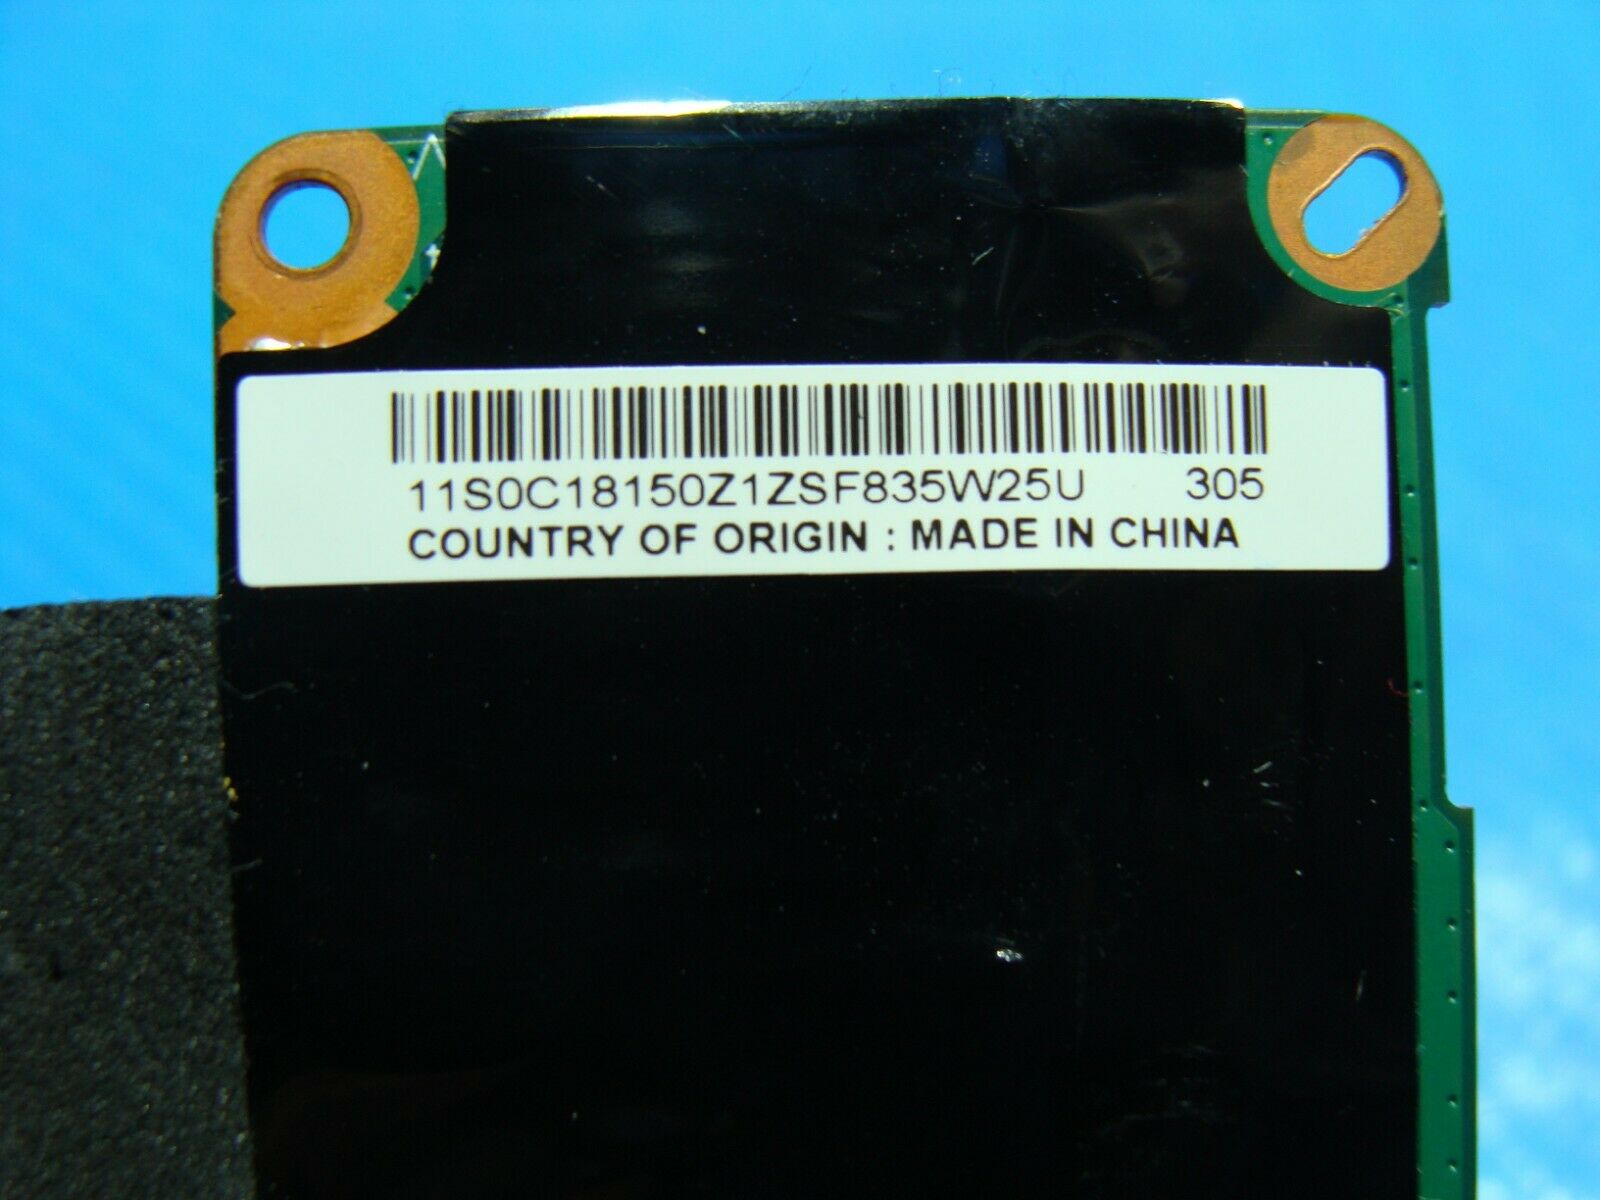 11S0C18150Z1ZSF835W25U 305
COUNTRY OF ORIGIN : MADE IN CHINA